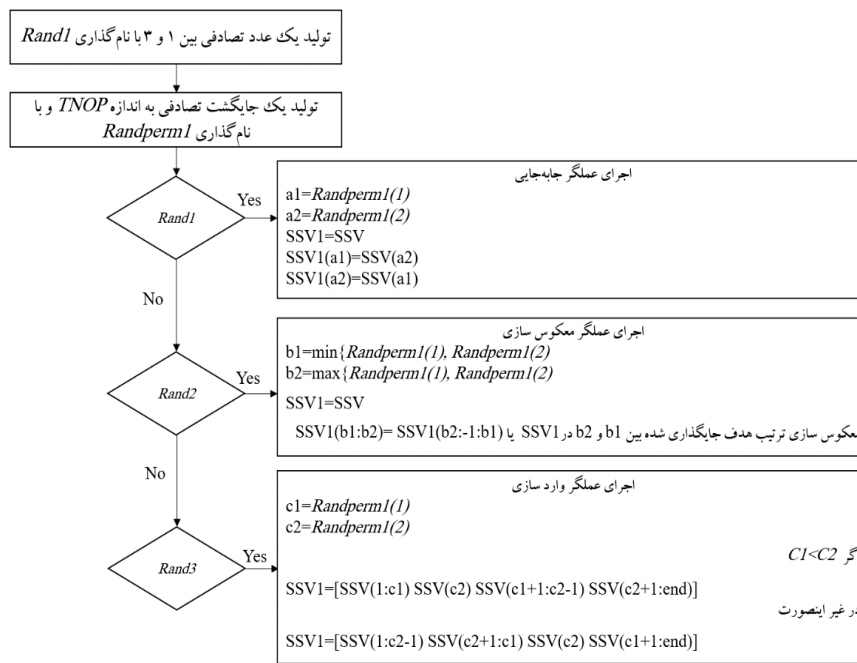 تولید یک عدد تصادفی بین ۱ و ۳ با نام‌گذاری Rand1
تولید یک جایگشت تصادفی به اندازه TNOP و با
نام‌گذاری Randperm1
Rand1
Yes
No
اجرای عملگر جابه‌جایی
a1=Randperm1(1)
a2=Randperm1(2)
SSV1=SSV
SSV1(a1)=SSV(a2)
SSV1(a2)=SSV(a1)
Rand2
Yes
No
اجرای عملگر معکوس سازی
b1=min{Randperm1(1), Randperm1(2)
b2=max{Randperm1(1), Randperm1(2)
SSV1=SSV
معکوس سازی ترتیب هدف جایگذاری شده بین b1 و b2 در SSV1 یا SSV1(b1:b2)= SSV1(b2:-1:b1)
Rand3
Yes
اجرای عملگر وارد سازی
c1=Randperm1(1)
c2=Randperm1(2)
گر C1<C2
SSV1=[SSV(1:c1) SSV(c2) SSV(c1+1:c2-1) SSV(c2+1:end)]
در غیر اینصورت
SSV1=[SSV(1:c2-1) SSV(c2+1:c1) SSV(c2) SSV(c1+1:end)]